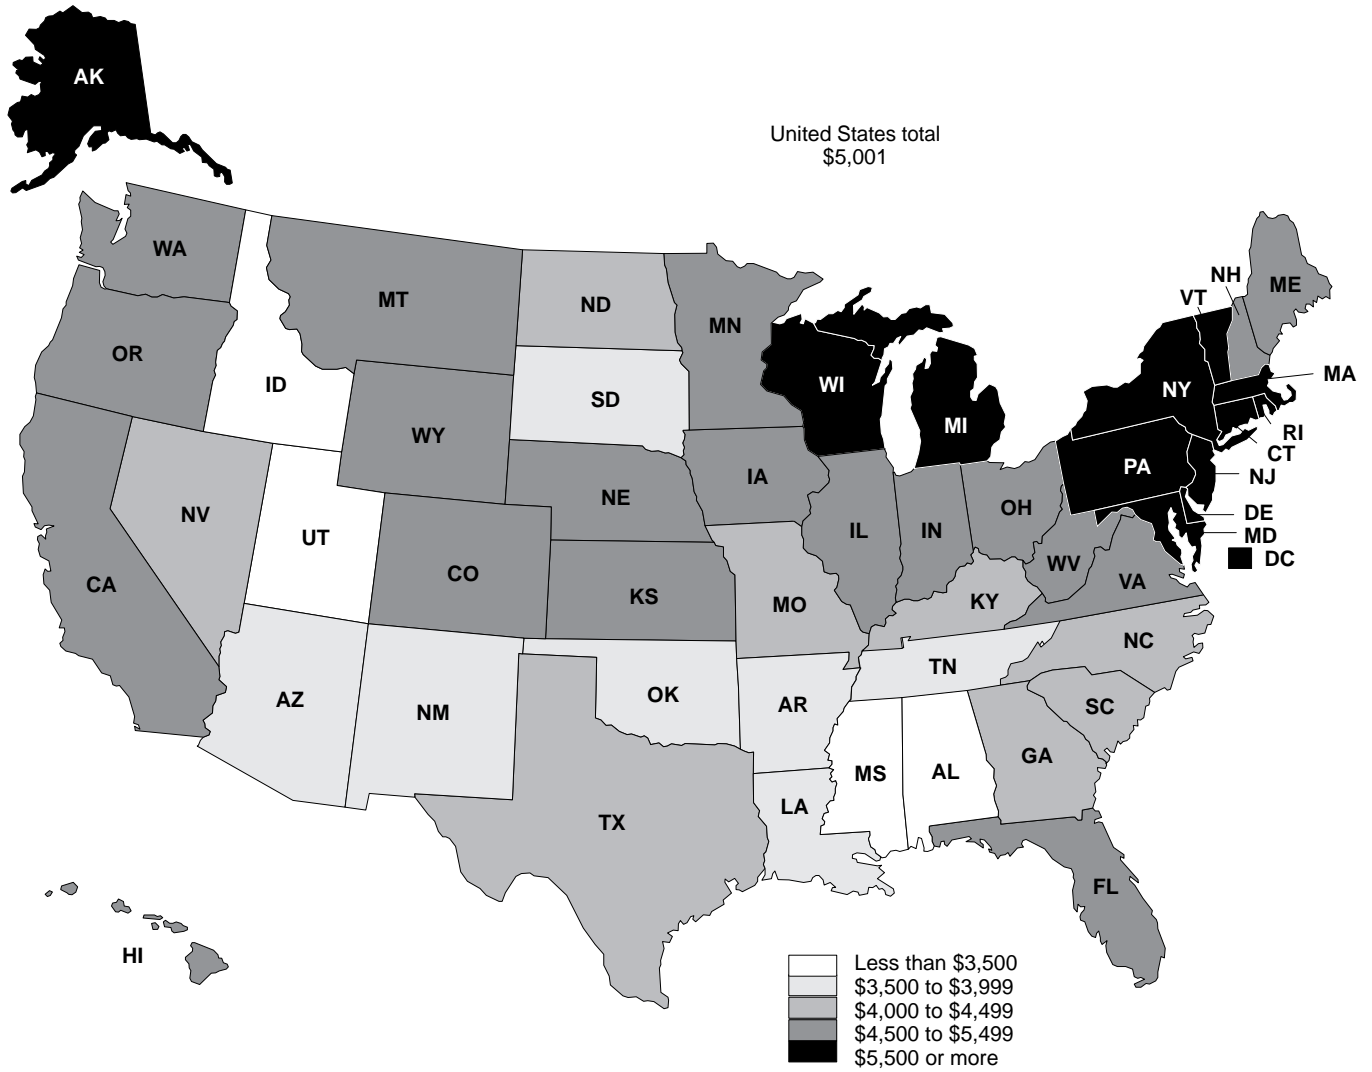 AK
United States total
$5,001
WA
MT
ND
MN
OR
ID
WY
SD
WI
MI
NH
VT
ME
NY
MA
RI
CT
NJ
PA
DE
MD
DC
NV
UT
CO
NE
IA
IL
IN
OH
WV
VA
CA
KS
MO
KY
NC
TN
SC
AZ
NM
OK
AR
MS
AL
GA
TX
LA
FL
HI
Less than $3,500
$3,500 to $3,999
$4,000 to $4,499
$4,500 to $5,499
$5,500 or more